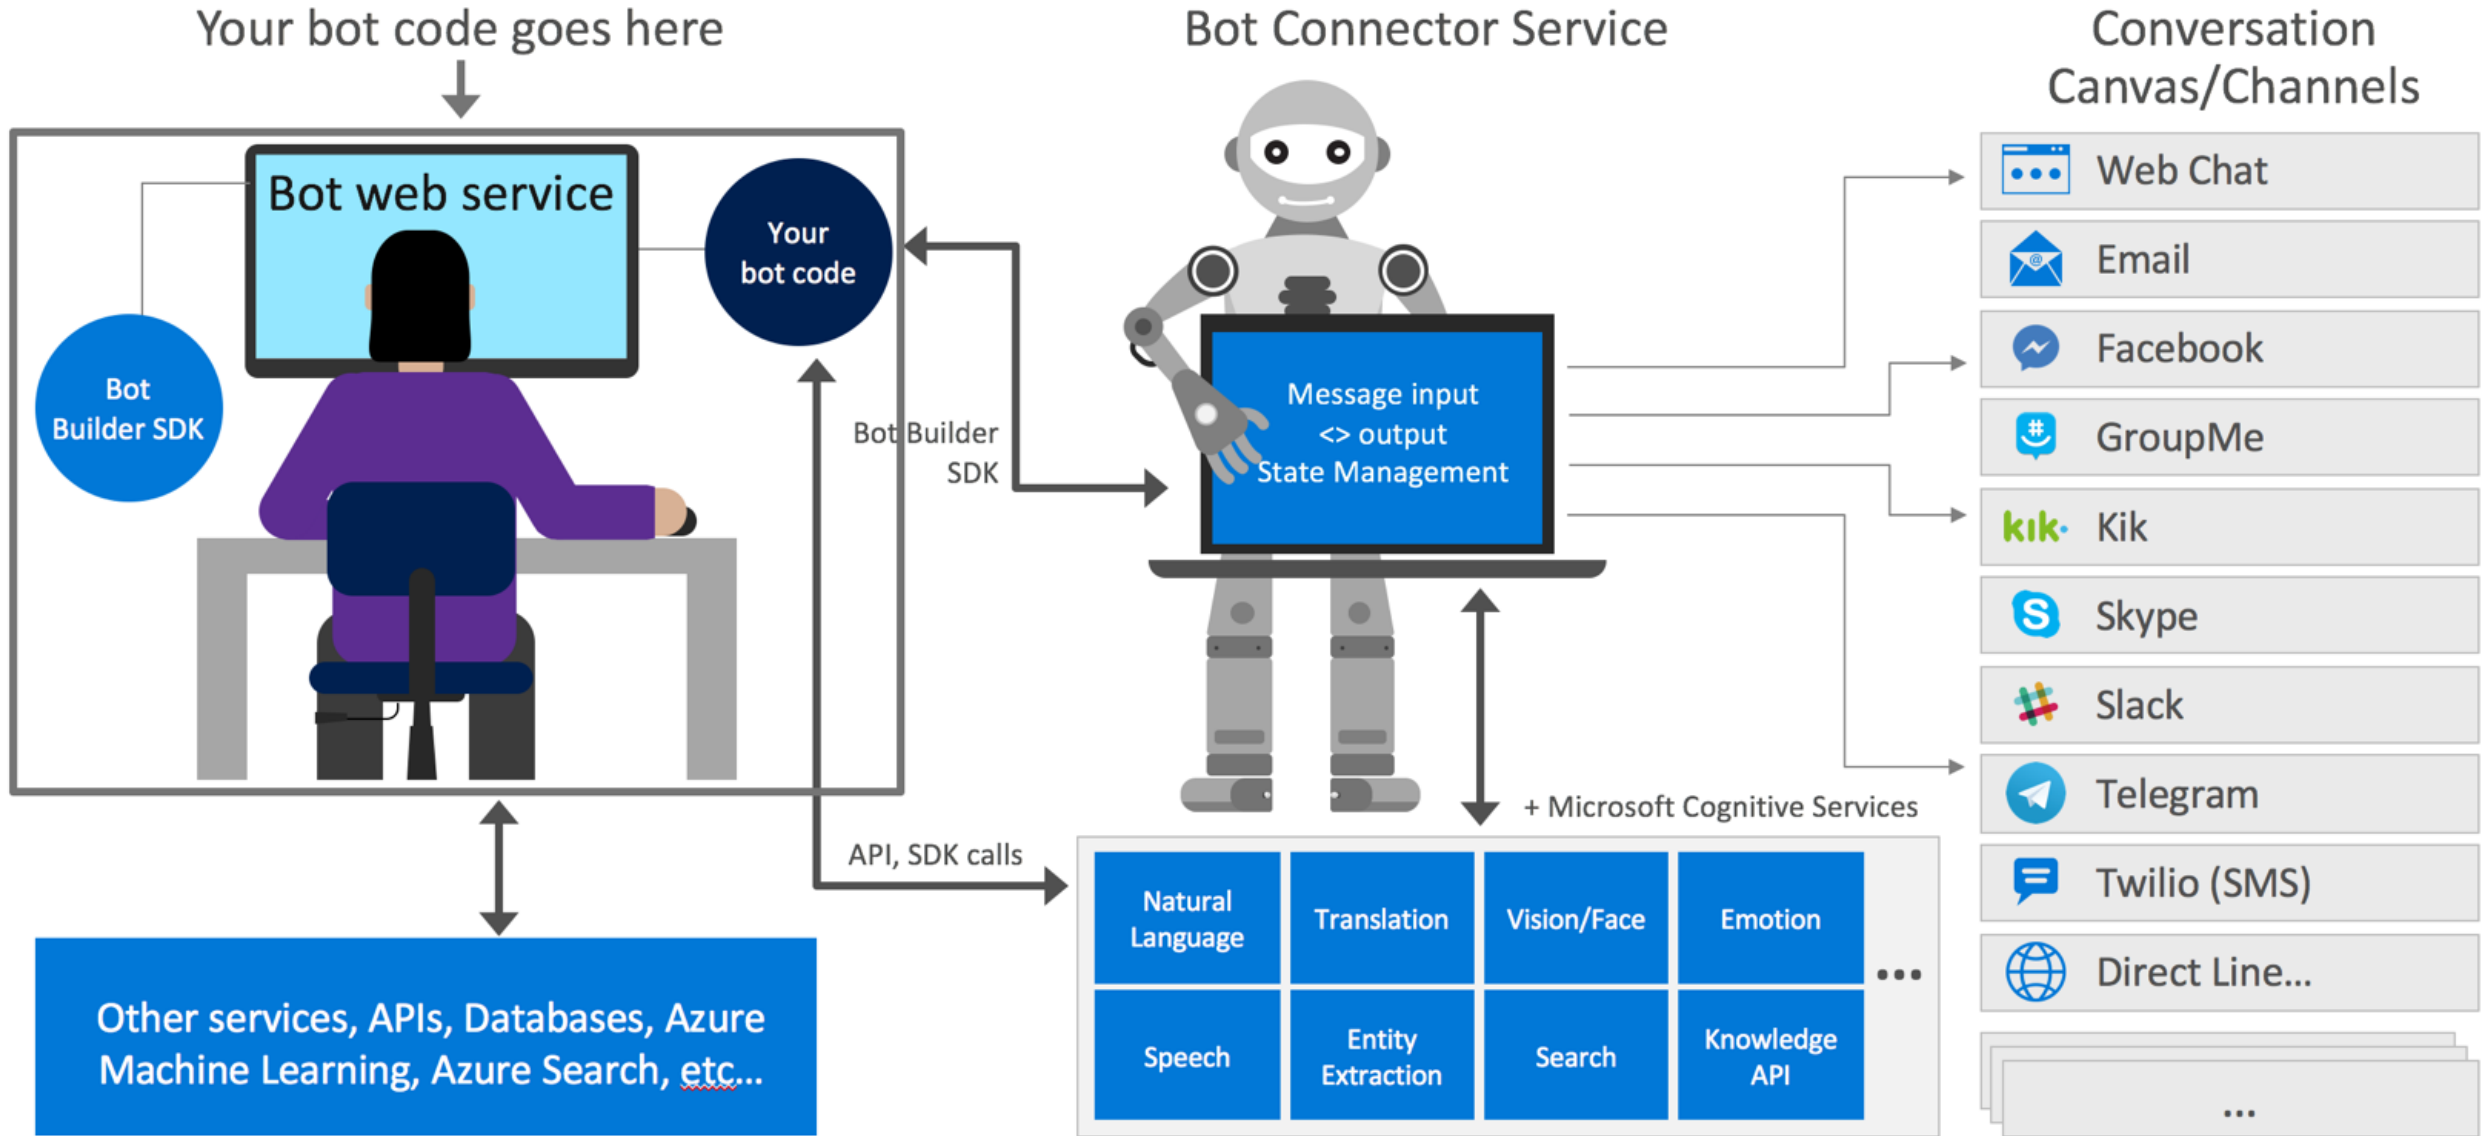 Your bot code goes here
Bot web service
Your
bot code
Bot
Builder SDK
Other services, APIs, Databases, Azure
Machine Learning, Azure Search, etc...
Bot Builder
SDK
API, SDK calls
Bot Connector Service
Message input
<> output
State Management
+ Microsoft Cognitive Services
Natural
Language
Translation
Vision/Face
Emotion
...
Speech
Entity
Extraction
Search
Knowledge
API
Conversation
Canvas/Channels
Web Chat
@
Email
Facebook
#
GroupMe
kik.
Kik
S
Skype
Slack
Telegram
Twilio (SMS)
Direct Line...
...